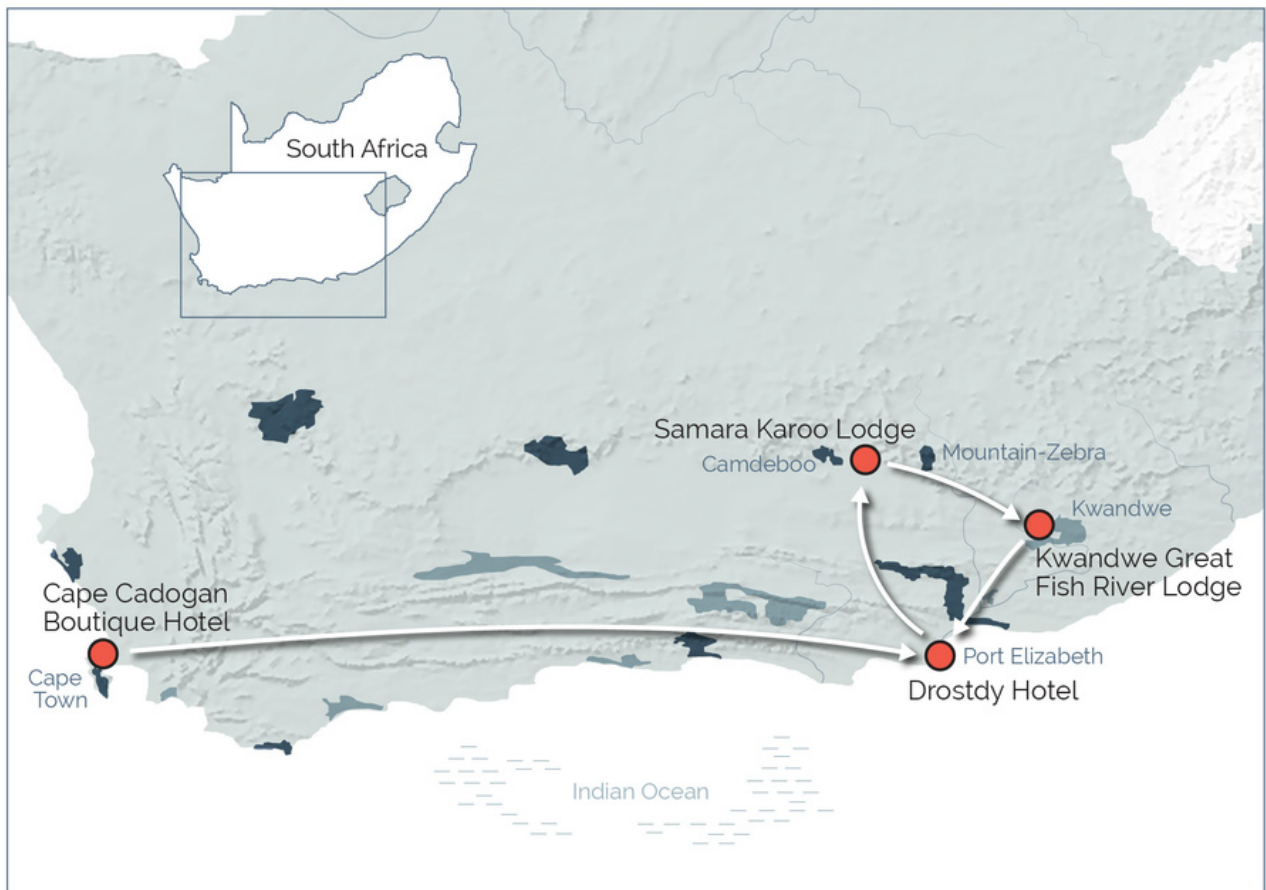 South Africa
Samara Karoo Lodge
Camdeboo
Mountain-Zebra
Kwandwe
Kwandwe Great
Fish River Lodge
Cape Cadogan
Boutique Hotel
Cape
Town
Port Elizabeth
Drostdy Hotel
Indian Ocean